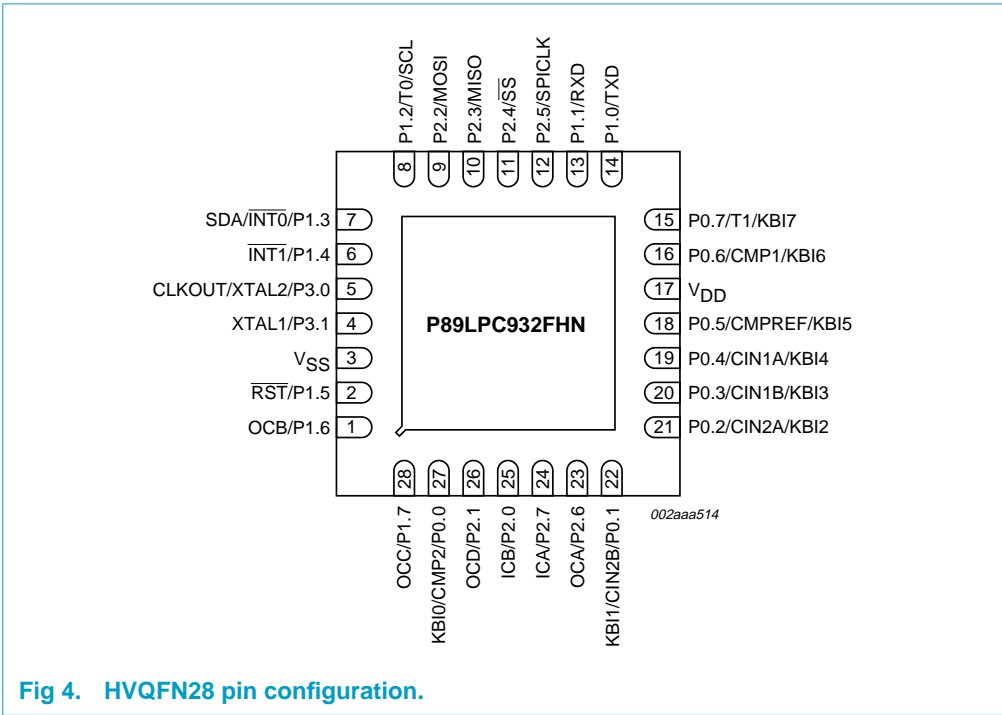 P1.2/T0/SCL
P2.2/MOSI
P2.3/MISO
P2.4/S̅S̅
P2.5/SPICLK
P1.1/RXD
P1.0/TXD
8
9
10
11
12
13
14
SDA/I̅N̅T̅0̅/P1.3 7
I̅N̅T̅1̅/P1.4 6
CLKOUT/XTAL2/P3.0 5
XTAL1/P3.1 4
VSS 3
R̅S̅T̅/P1.5 2
OCB/P1.6 1
P89LPC932FHN
15 P0.7/T1/KBI7
16 P0.6/CMP1/KBI6
17 VDD
18 P0.5/CMPREF/KBI5
19 P0.4/CIN1A/KBI4
20 P0.3/CIN1B/KBI3
21 P0.2/CIN2A/KBI2
28
27
26
25
24
23
22
OCC/P1.7
KBI0/CMP2/P0.0
OCD/P2.1
ICB/P2.0
ICA/P2.7
OCA/P2.6
KBI1/CIN2B/P0.1
002aaa514
Fig 4. HVQFN28 pin configuration.